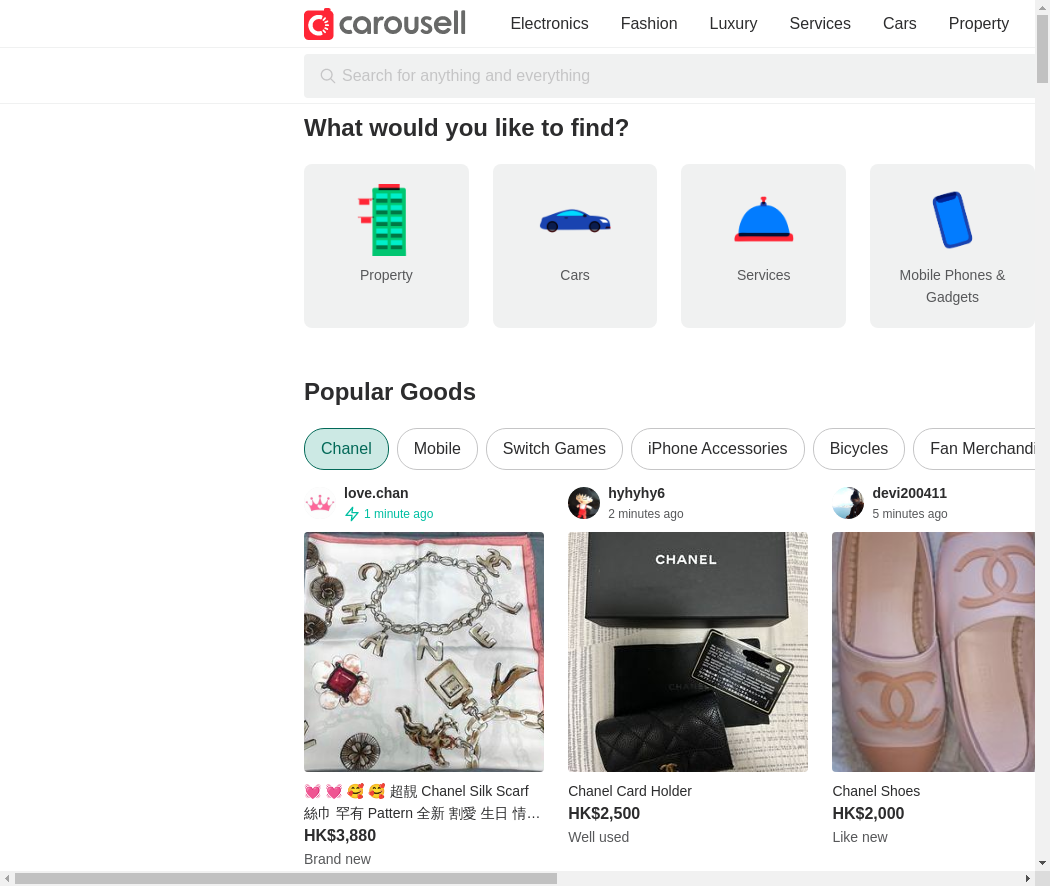 carousell
Electronics
Fashion
Luxury
Services
Cars
Property
Search for anything and everything
What would you like to find?
Property
Cars
Services
Mobile Phones &
Gadgets
Popular Goods
Chanel
Mobile
Switch Games
iPhone Accessories
Bicycles
Fan Merchandi
love.chan
1 minute ago
hyhyhy6
2 minutes ago
devi200411
5 minutes ago
CHANEL
CHANEL
CHANEL
💓 💓 🥰 🥰 超靚 Chanel Silk Scarf
絲巾 罕有 Pattern 全新 割愛 生日 情…
HK$3,880
Brand new
Chanel Card Holder
HK$2,500
Well used
Chanel Shoes
HK$2,000
Like new